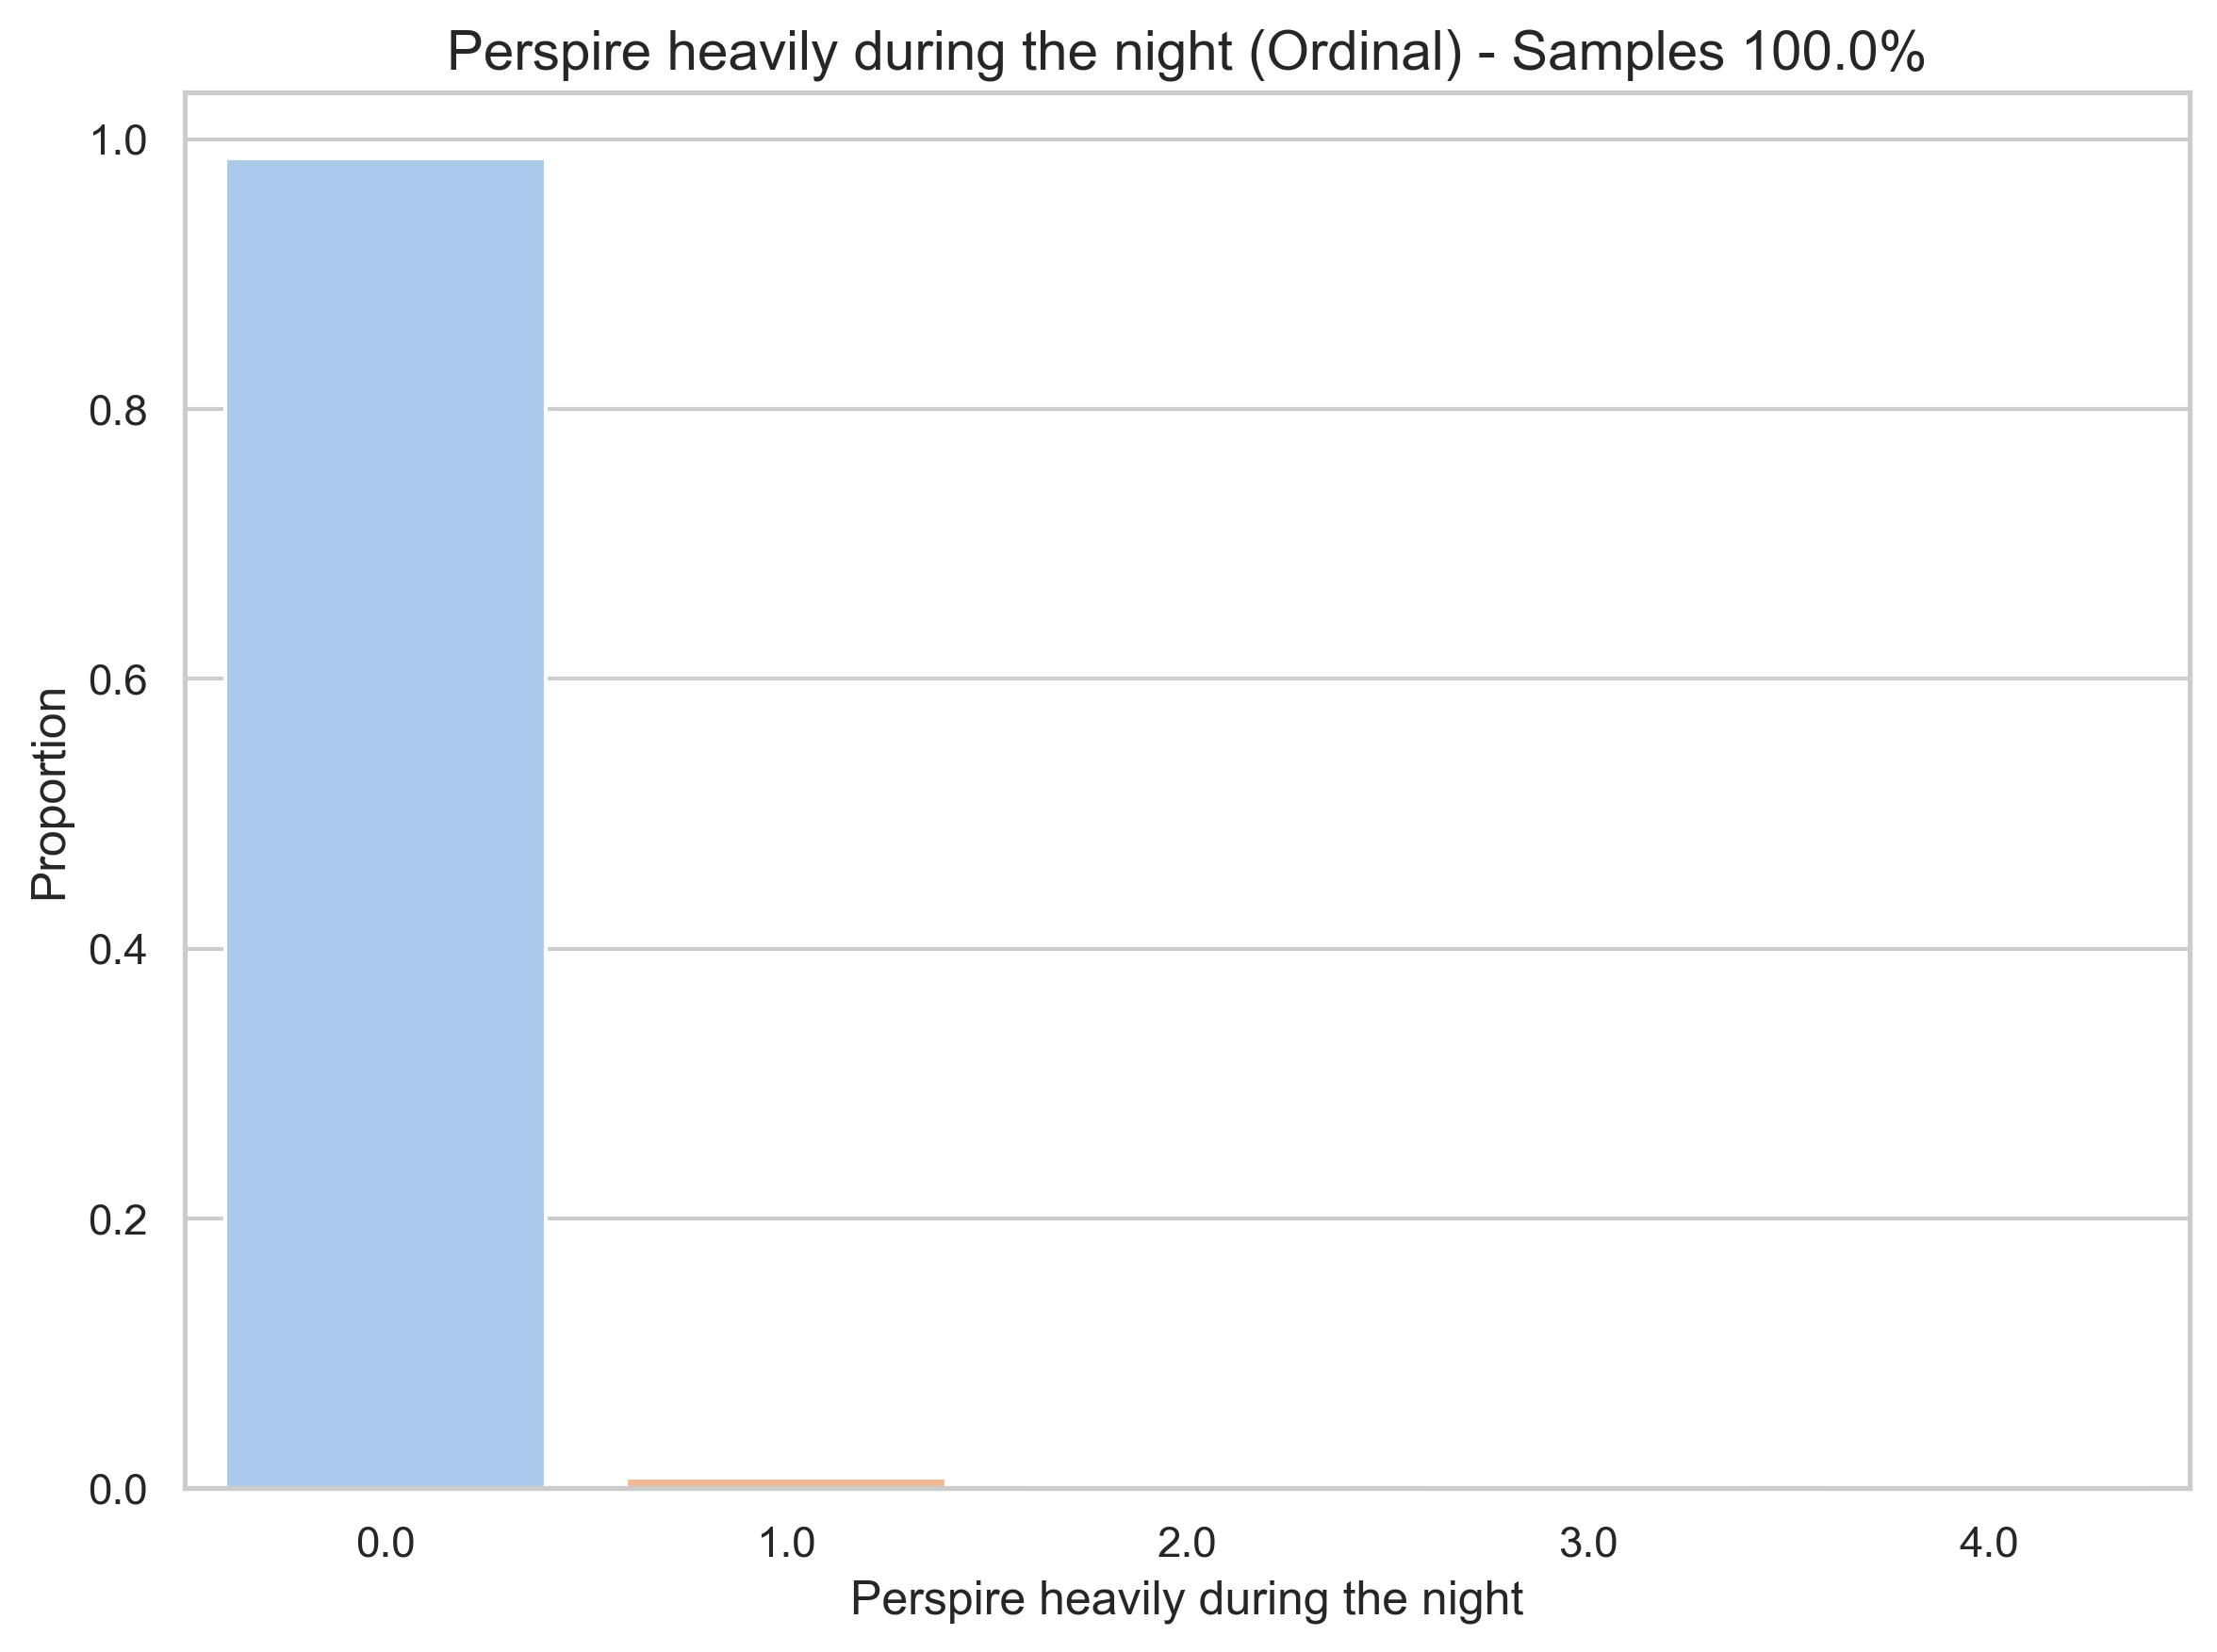 Perspire heavily during the night (Ordinal) - Samples 100.0%
Proportion
1.0
0.8
0.6
0.4
0.2
0.0
0.0 1.0 2.0 3.0 4.0
Perspire heavily during the night